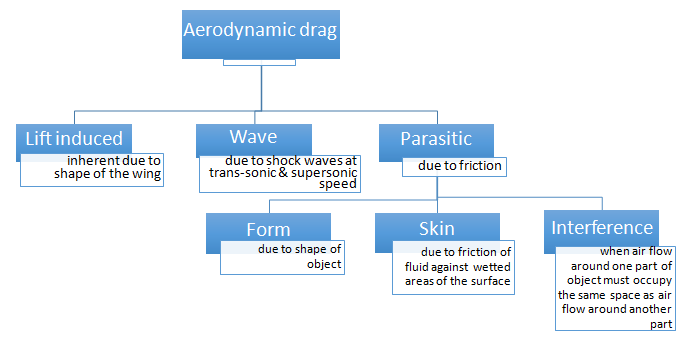 Aerodynamic drag
Lift induced
inherent due to
shape of the wing
Wave
due to shock waves at
trans-sonic & supersonic
speed
Parasitic
due to friction
Form
due to shape of
object
Skin
due to friction of
fluid against wetted
areas of the surface
Interference
when air flow
around one part of
object must occupy
the same space as air
flow around another
part